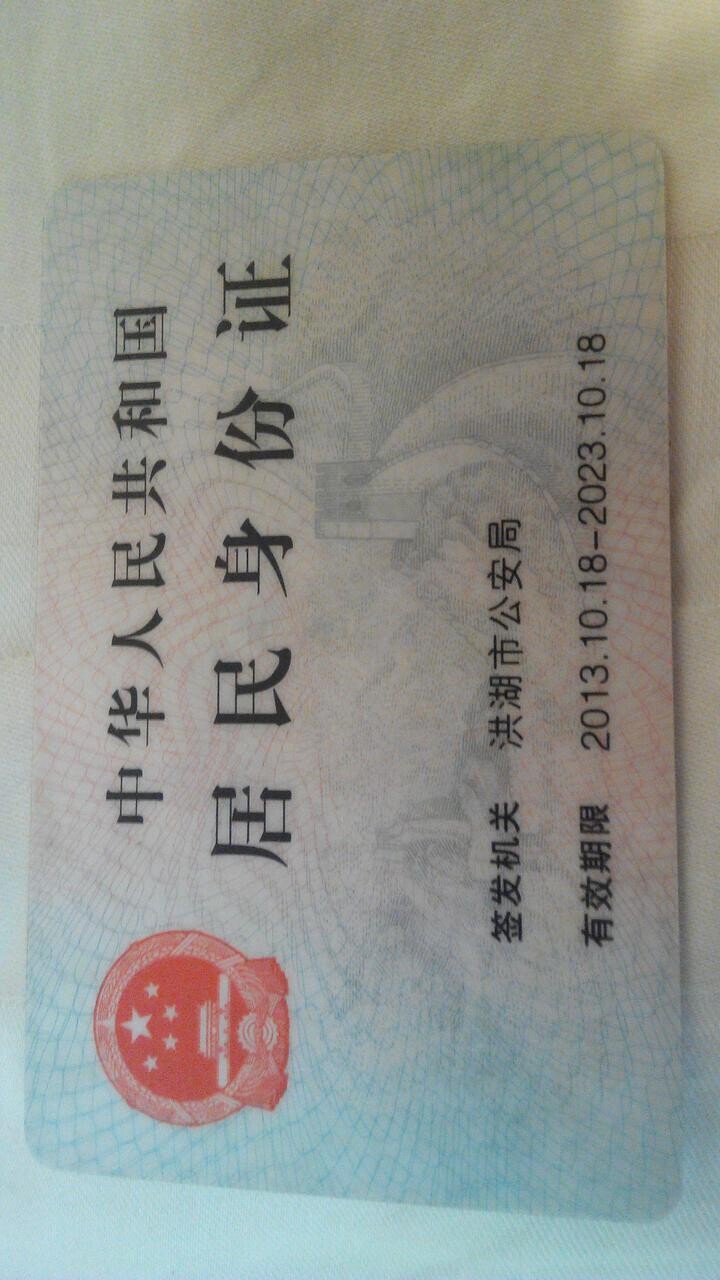 中华人民共和国
居民身份证
签发机关 洪湖市公安局
有效期限 2013.10.18-2023.10.18